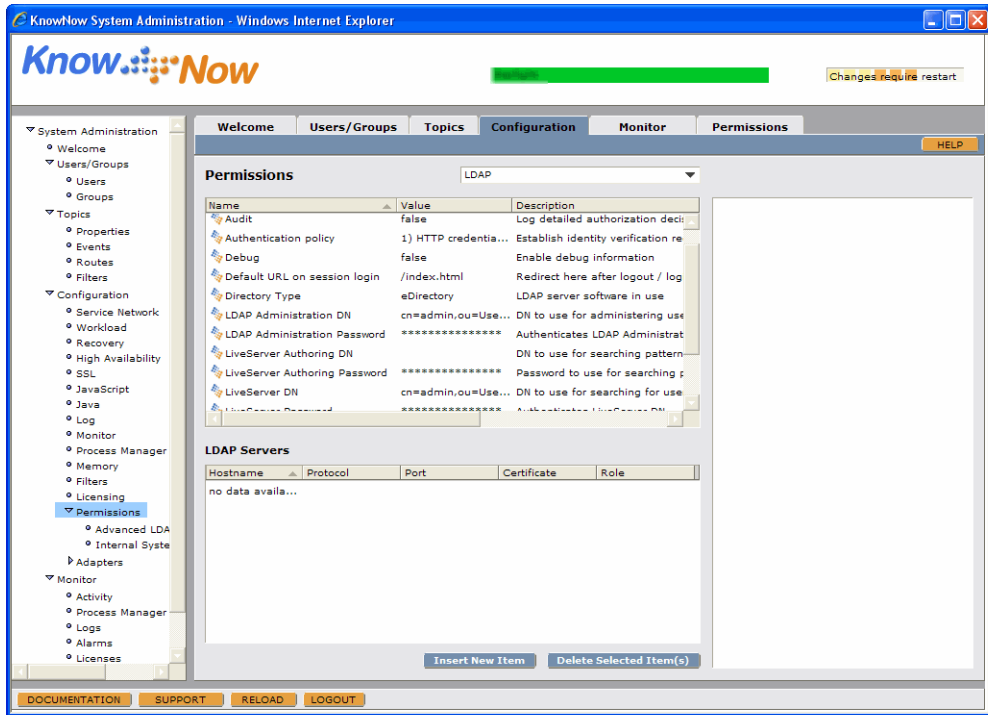 KnowNow System Administration - Windows Internet Explorer
Know Now
Changes require restart
Welcome Users/Groups Topics Configuration Monitor Permissions
HELP
System Administration
Welcome
Users/Groups
Users
Groups
Topics
Properties
Events
Routes
Filters
Configuration
Service Network
Workload
Recovery
High Availability
SSL
JavaScript
Java
Log
Monitor
Process Manager
Memory
Filters
Licensing
Permissions
Advanced LDA
Internal Syste
Adapters
Monitor
Activity
Process Manager
Logs
Alarms
Licenses
Permissions LDAP
Name Value Description
Audit false Log detailed authorization decis
Authentication policy 1) HTTP credentia... Establish identity verification re
Debug false Enable debug information
Default URL on session login /index.html Redirect here after logout / log
Directory Type eDirectory LDAP server software in use
LDAP Administration DN cn=admin,ou=Use... DN to use for administering use
LDAP Administration Password *************** Authenticates LDAP Administrat
LiveServer Authoring DN DN to use for searching pattern
LiveServer Authoring Password *************** Password to use for searching p
LiveServer DN cn=admin,ou=Use... DN to use for searching for use
LiveServer Password *************** Authenticates LiveServer DN
LDAP Servers
Hostname Protocol Port Certificate Role
no data availa...
Insert New Item Delete Selected Item(s)
DOCUMENTATION SUPPORT RELOAD LOGOUT